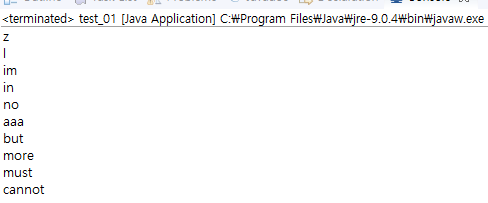 <terminated> test_01 [Java Application] C:₩Program Files₩Java₩jre-9.0.4₩bin₩javaw.exe
z
l
im
in
no
aaa
but
more
must
cannot